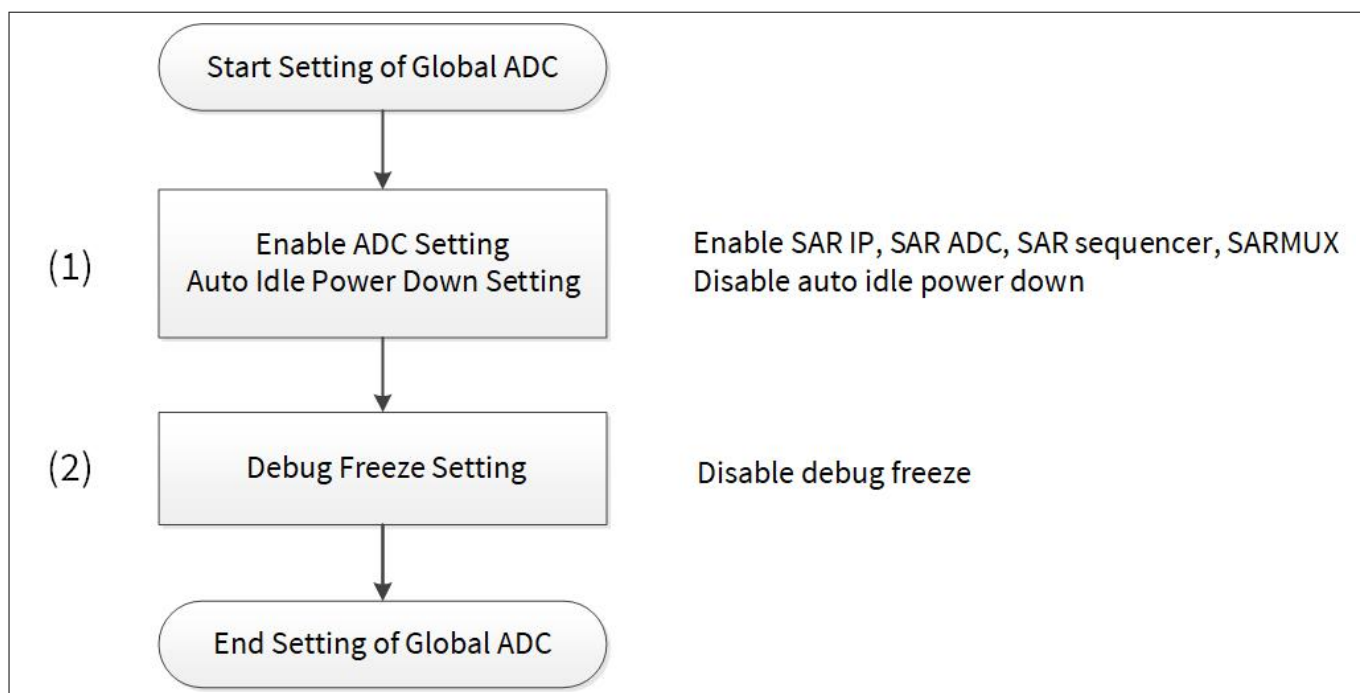 Start Setting of Global ADC
(1)
Enable ADC Setting
Auto Idle Power Down Setting
Enable SAR IP, SAR ADC, SAR sequencer, SARMUX
Disable auto idle power down
(2)
Debug Freeze Setting
Disable debug freeze
End Setting of Global ADC